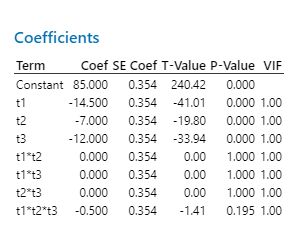 Coefficients
Term Coef SE Coef T-Value P-Value VIF
Constant 85.000 0.354 240.42 0.000
t1 -14.500 0.354 -41.01 0.000 1.00
t2 -7.000 0.354 -19.80 0.000 1.00
t3 -12.000 0.354 -33.94 0.000 1.00
t1*t2 0.000 0.354 0.00 1.000 1.00
t1*t3 0.000 0.354 0.00 1.000 1.00
t2*t3 0.000 0.354 0.00 1.000 1.00
t1*t2*t3 -0.500 0.354 -1.41 0.195 1.00